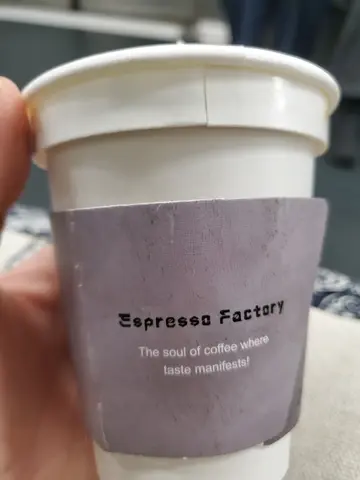 Espresso Factory
The soul of coffee where
taste manifests!